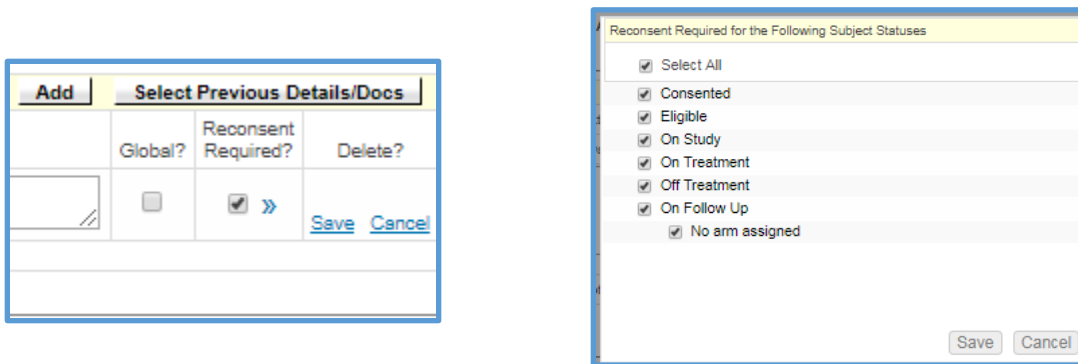 Add Select Previous Details/Docs
Global? Reconsent Required? Delete?
»
Save Cancel
Reconsent Required for the Following Subject Statuses
Select All
Consented
Eligible
On Study
On Treatment
Off Treatment
On Follow Up
No arm assigned
Save Cancel